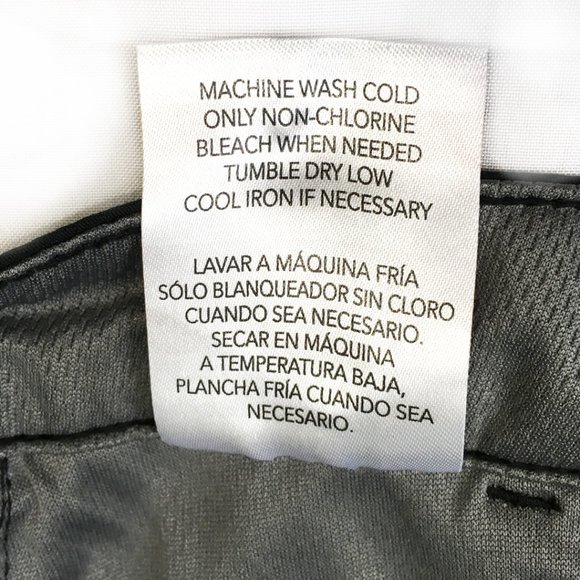 MACHINE WASH COLD
ONLY NON-CHLORINE
BLEACH WHEN NEEDED
TUMBLE DRY LOW
COOL IRON IF NECESSARY
LAVAR A MÁQUINA FRÍA
SÓLO BLANQUEADOR SIN CLORO
CUANDO SEA NECESARIO.
SECAR EN MÁQUINA
A TEMPERATURA BAJA,
PLANCHA FRÍA CUANDO SEA
NECESARIO.